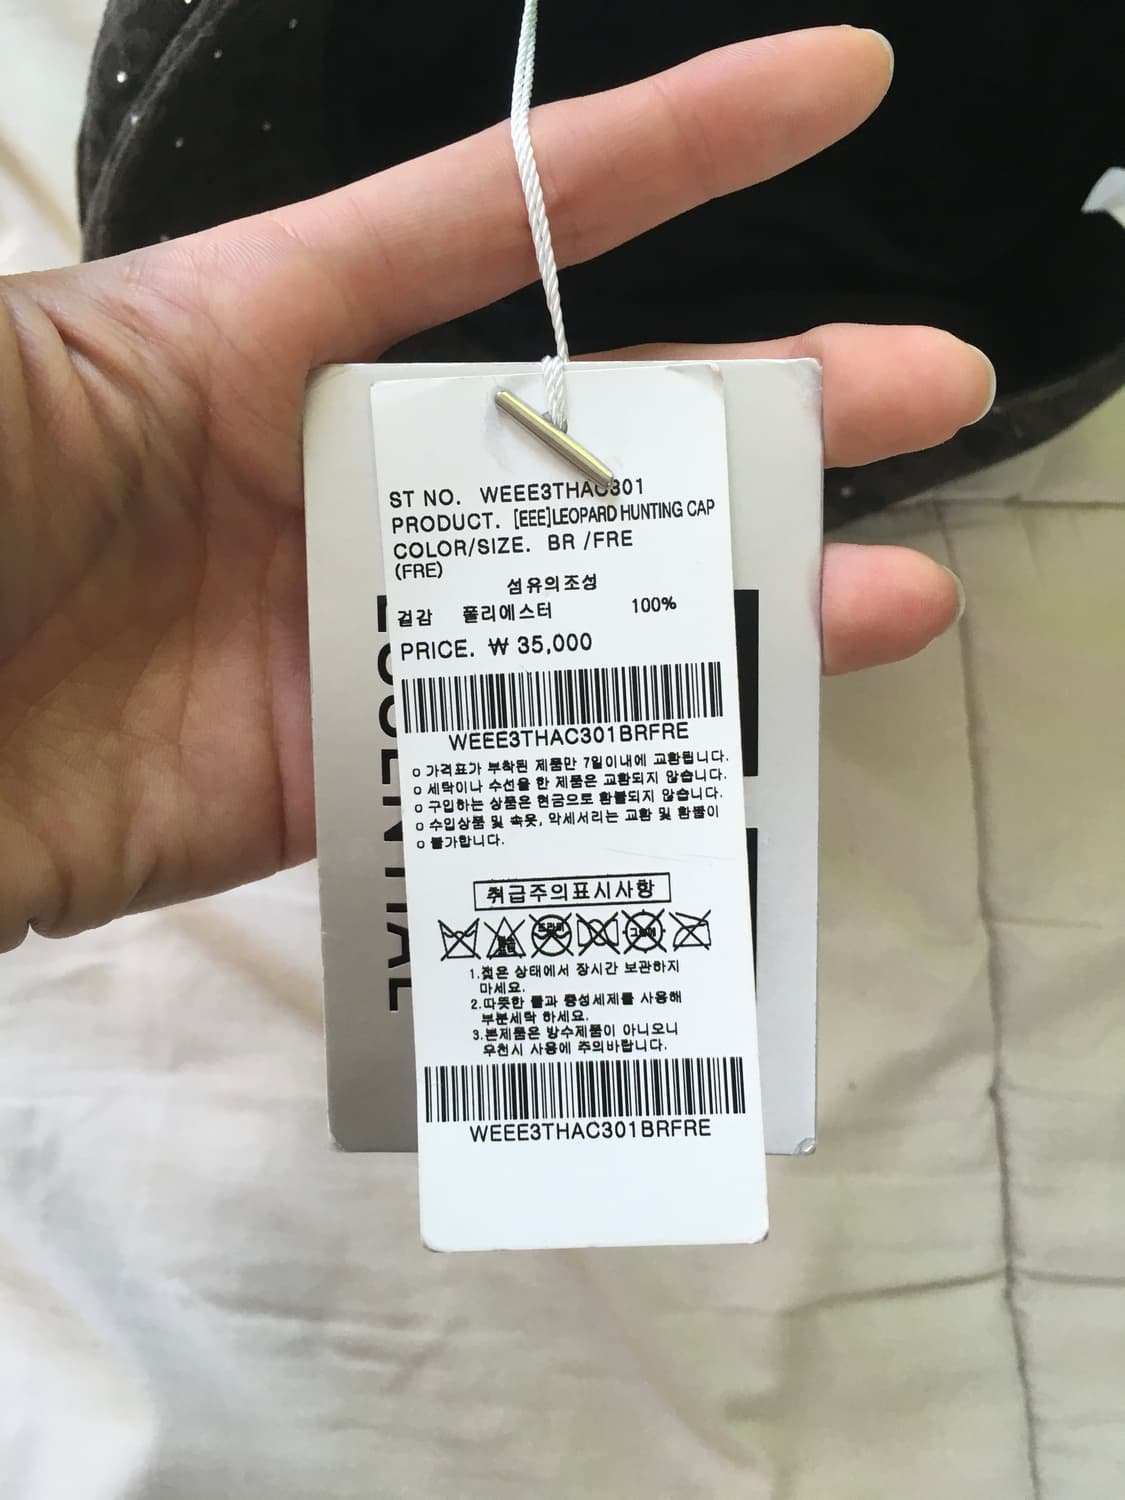 ST NO. WEEE3THAC301
PRODUCT. [EEE]LEOPARD HUNTING CAP
COLOR/SIZE. BR /FRE
(FRE)
섬유의조성
겉감 폴리에스터 100%
PRICE. ₩ 35,000
WEEE3THAC301BRFRE
o 가격표가 부착된 제품만 7일이내에 교환됩니다.
o 세탁이나 수선을 한 제품은 교환되지 않습니다.
o 구입하는 상품은 현금으로 환불되지 않습니다.
o 수입상품 및 속옷, 악세서리는 교환 및 환불이
o 불가합니다.
취급주의표시사항
드라이
1.젖은 상태에서 장시간 보관하지
마세요.
2.따뜻한 물과 중성세제를 사용해
부분세탁 하세요.
3.본제품은 방수제품이 아니오니
우천시 사용에 주의바랍니다.
WEEE3THAC301BRFRE